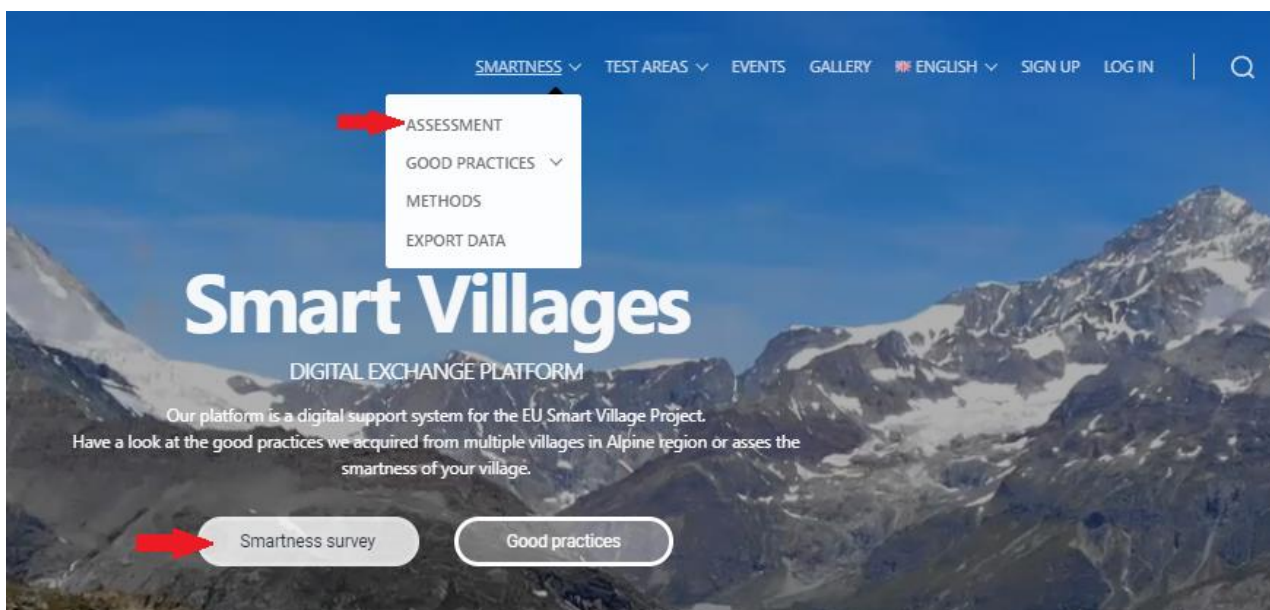 SMARTNESS TEST AREAS EVENTS GALLERY ENGLISH SIGN UP LOG IN
ASSESSMENT
GOOD PRACTICES
METHODS
EXPORT DATA
Smart Villages
DIGITAL EXCHANGE PLATFORM
Our platform is a digital support system for the EU Smart Village Project.
Have a look at the good practices we acquired from multiple villages in Alpine region or asses the
smartness of your village.
Smartness survey Good practices